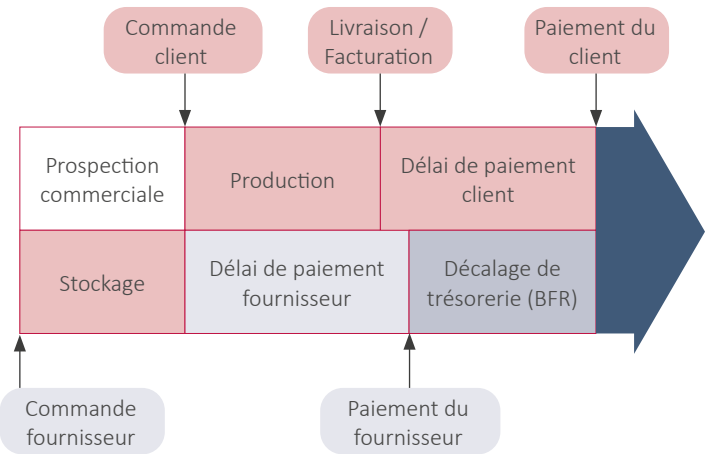 Commande
client
Livraison /
Facturation
Paiement du
client
Prospection
commerciale
Production
Délai de paiement
client
Stockage
Délai de paiement
fournisseur
Décalage de
trésorerie (BFR)
Commande
fournisseur
Paiement du
fournisseur